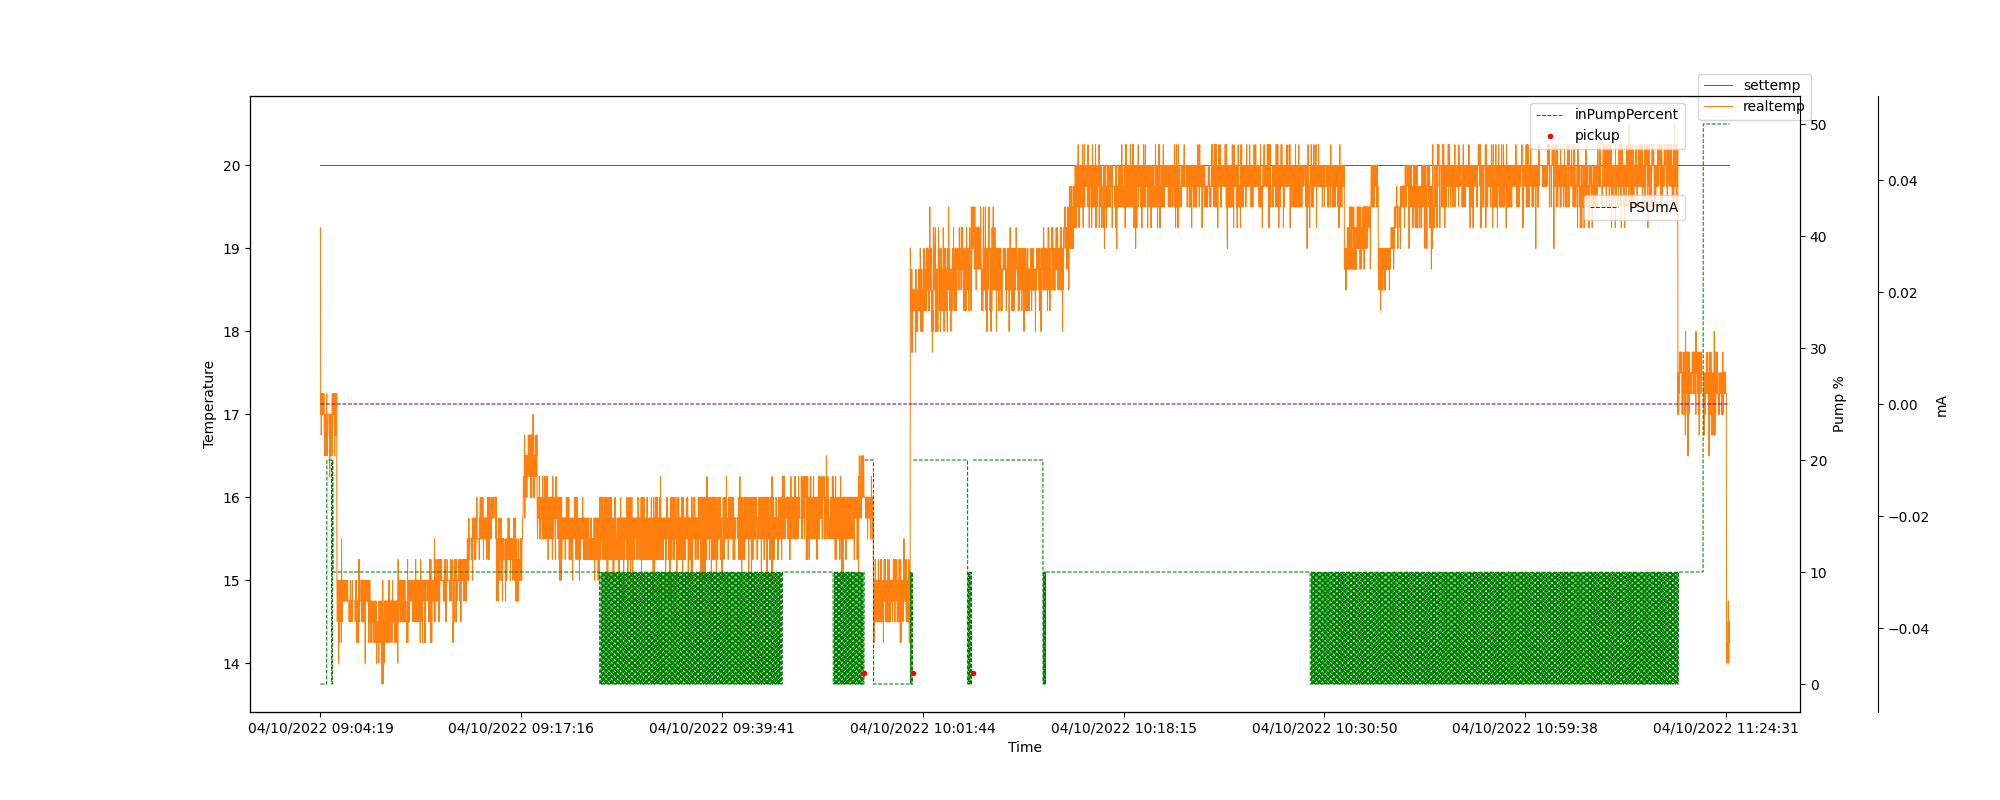 settemp
realtemp
inPumpPercent
pickup
PSUmA
20
19
18
17
16
15
14
Temperature
50
40
30
20
10
0
Pump %
0.04
0.02
0.00
−0.02
−0.04
mA
04/10/2022 09:04:19
04/10/2022 09:17:16
04/10/2022 09:39:41
04/10/2022 10:01:44
04/10/2022 10:18:15
04/10/2022 10:30:50
04/10/2022 10:59:38
04/10/2022 11:24:31
Time